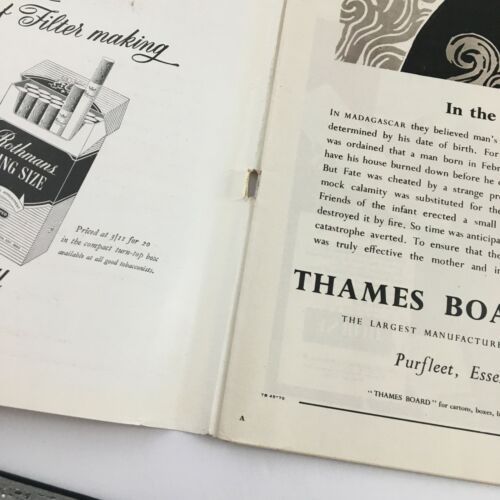 of Filter making
Rothmans
KING SIZE
Priced at 3/11 for 20
in the compact turn-top box
available at all good tobacconists.
In the
IN MADAGASCAR they believed man's
determined by his date of birth. For
was ordained that a man born in Febr
have his house burned down before he
But Fate was cheated by a strange pr
mock calamity was substituted for the
Friends of the infant erected a small
destroyed it by fire. So time was anticipa
catastrophe averted. To ensure that the
was truly effective the mother and i
THAMES BOA
THE LARGEST MANUFACTURE
Purfleet, Esse
"THAMES BOARD" for cartons, boxes, b
A